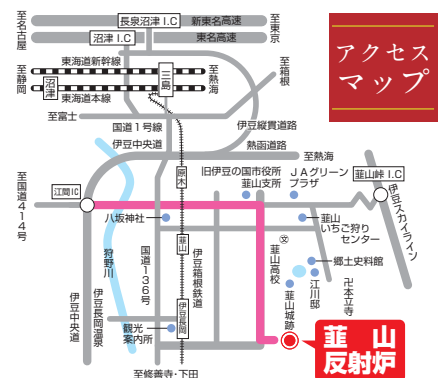 アクセス
マップ
至名古屋
長泉沼津I.C
新東名高速
至東京
沼津I.C
東名高速
東海道新幹線
至静岡
沼津
三島
至熱海
東海道本線
至箱根
至富士
国道1号線
伊豆縦貫道路
伊豆中央道
熱函道路
至熱海
原木
旧伊豆の国市役所
韮山支所
JAグリーン
プラザ
韮山峠I.C
至国道414号
江間IC
八坂神社
韮山
韮山
いちご狩り
センター
伊豆スカイライン
文
狩野川
国道136号
伊豆箱根鉄道
韮山高校
郷土史料館
江川邸
卍本立寺
韮山城跡
伊豆中央道
伊豆長岡温泉
伊豆長岡
観光
案内所
韮山
反射炉
至修善寺・下田